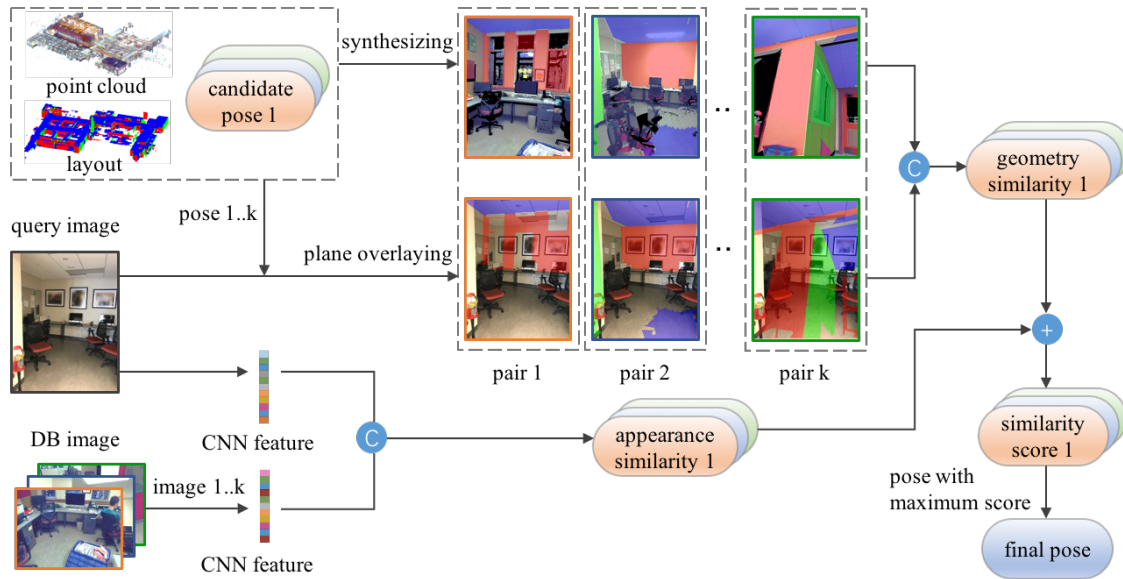 point cloud
layout
candidate
pose 1
synthesizing
pose 1..k
query image
plane overlaying
..
..
pair 1
pair 2
pair k
C
geometry
similarity 1
CNN feature
C
appearance
similarity 1
+
similarity
score 1
DB image
image 1..k
CNN feature
pose with
maximum score
final pose